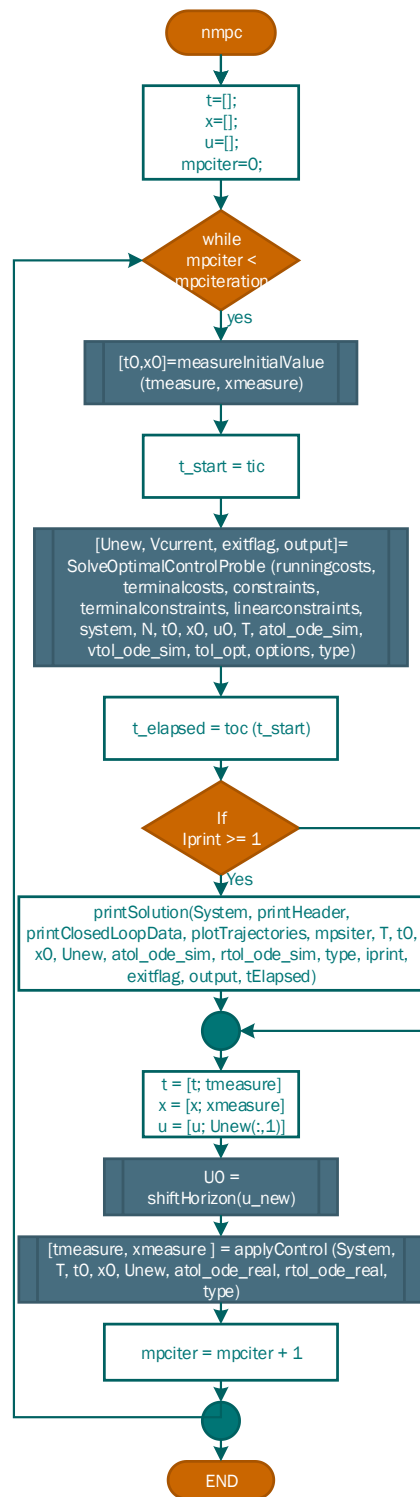 nmpc
t=[];
x=[];
u=[];
mpciter=0;
while
mpciter <
mpciteration
yes
[t0,x0]=measureInitialValue
(tmeasure, xmeasure)
t_start = tic
[Unew, Vcurrent, exitflag, output]=
SolveOptimalControlProble (runningcosts,
terminalcosts, constraints,
terminalconstraints, linearconstraints,
system, N, t0, x0, u0, T, atol_ode_sim,
vtol_ode_sim, tol_opt, options, type)
t_elapsed = toc (t_start)
If
Iprint >= 1
Yes
printSolution(System, printHeader,
printClosedLoopData, plotTrajectories, mpsiter, T, t0,
x0, Unew, atol_ode_sim, rtol_ode_sim, type, iprint,
exitflag, output, tElapsed)
t = [t; tmeasure]
x = [x; xmeasure]
u = [u; Unew(:,1)]
U0 =
shiftHorizon(u_new)
[tmeasure, xmeasure ] = applyControl (System,
T, t0, x0, Unew, atol_ode_real, rtol_ode_real,
type)
mpciter = mpciter + 1
END